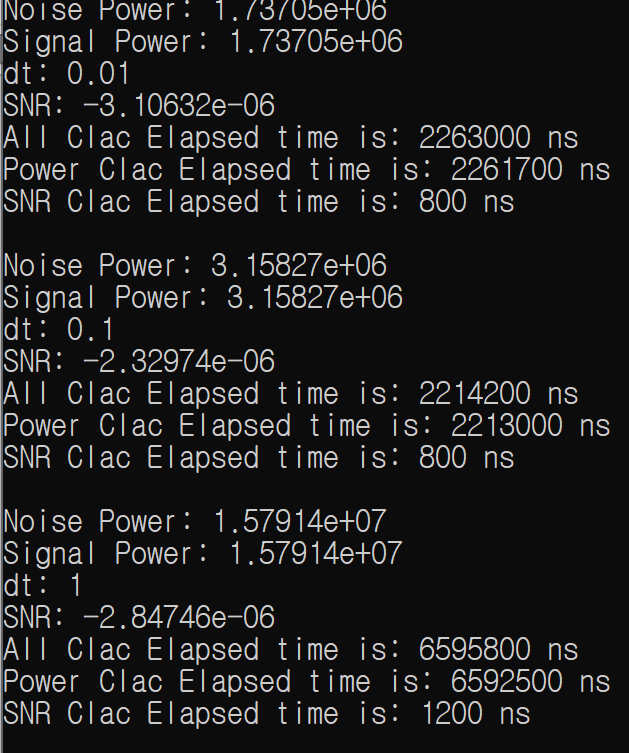 Noise Power: 1.73705e+06
Signal Power: 1.73705e+06
dt: 0.01
SNR: -3.10632e-06
All Clac Elapsed time is: 2263000 ns
Power Clac Elapsed time is: 2261700 ns
SNR Clac Elapsed time is: 800 ns
Noise Power: 3.15827e+06
Signal Power: 3.15827e+06
dt: 0.1
SNR: -2.32974e-06
All Clac Elapsed time is: 2214200 ns
Power Clac Elapsed time is: 2213000 ns
SNR Clac Elapsed time is: 800 ns
Noise Power: 1.57914e+07
Signal Power: 1.57914e+07
dt: 1
SNR: -2.84746e-06
All Clac Elapsed time is: 6595800 ns
Power Clac Elapsed time is: 6592500 ns
SNR Clac Elapsed time is: 1200 ns